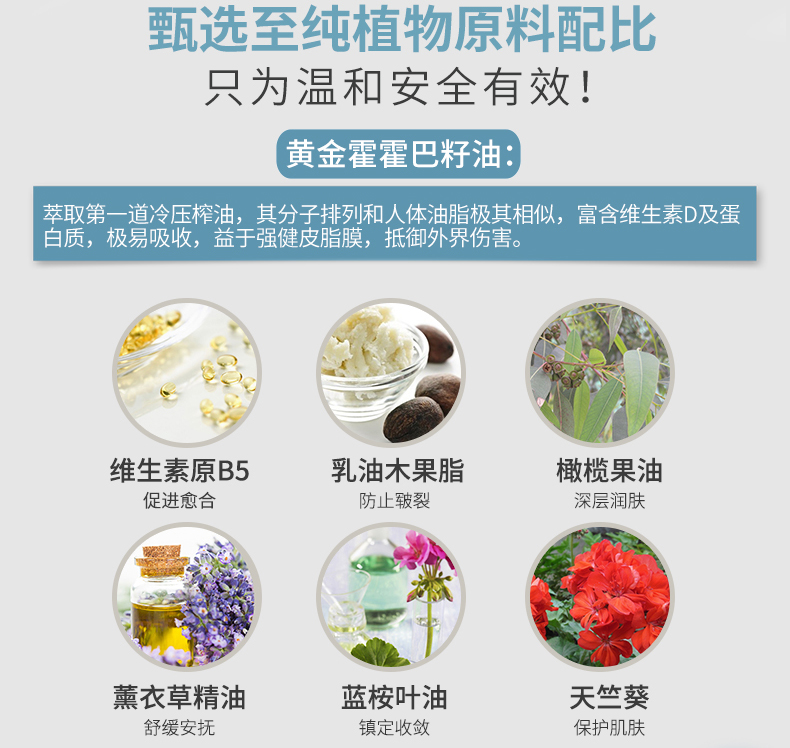 甄选至纯植物原料配比
只为温和安全有效！
黄金霍霍巴籽油：
萃取第一道冷压榨油，其分子排列和人体油脂极其相似，富含维生素D及蛋
白质，极易吸收，益于强健皮脂膜，抵御外界伤害。
维生素原B5
促进愈合
乳油木果脂
防止皲裂
橄榄果油
深层润肤
薰衣草精油
舒缓安抚
蓝桉叶油
镇定收敛
天竺葵
保护肌肤